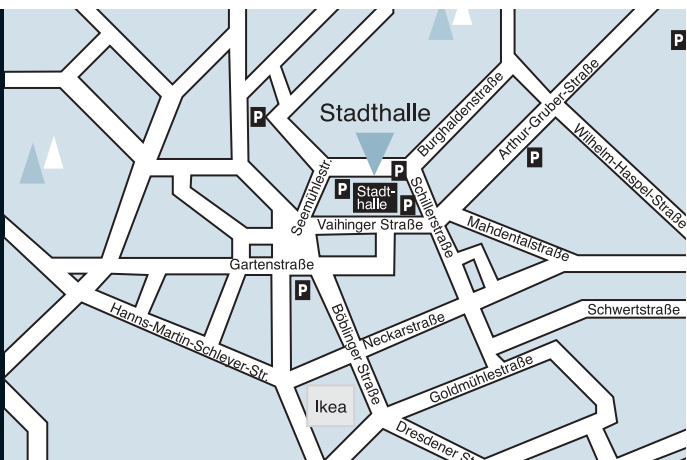 P
P
Stadthalle
Burghaldenstraße
Arthur-Gruber-Straße
Wilhelm-Haspel-Straße
P
P
Seemühlestr.
P
Stadt-
halle
P
Schillerstraße
Vaihinger Straße
Mahdentalstraße
Gartenstraße
P
Hanns-Martin-Schleyer-Str.
Böblinger Straße
Neckarstraße
Schwertstraße
Goldmühlestraße
Ikea
Dresdener St